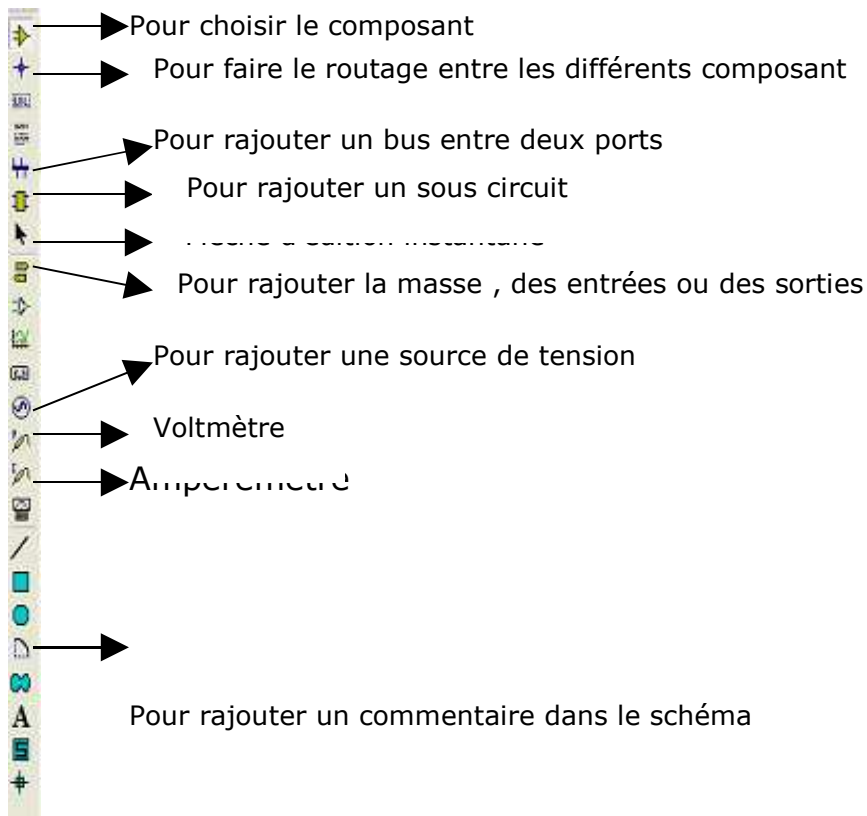 Pour choisir le composant
Pour faire le routage entre les différents composant
Pour rajouter un bus entre deux ports
Pour rajouter un sous circuit
Pour rajouter la masse , des entrées ou des sorties
Pour rajouter une source de tension
Voltmètre
Ampèremètre
Pour rajouter un commentaire dans le schéma
A